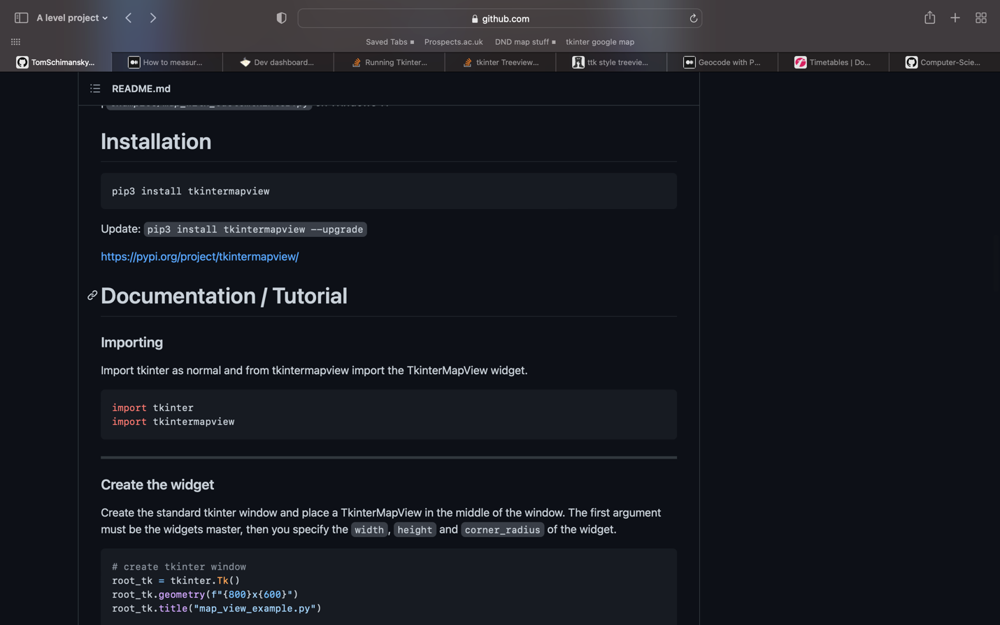 A level project
github.com
Saved Tabs
Prospects.ac.uk
DND map stuff
tkinter google map
TomSchimansky...
How to measur...
Dev dashboard...
Running Tkinter...
tkinter Treeview...
ttk style treevie...
Geocode with P...
Timetables | Do...
Computer-Scie...
README.md
Installation
pip3 install tkintermapview
Update: pip3 install tkintermapview --upgrade
https://pypi.org/project/tkintermapview/
Documentation / Tutorial
Importing
Import tkinter as normal and from tkintermapview import the TkinterMapView widget.
import tkinter
import tkintermapview
Create the widget
Create the standard tkinter window and place a TkinterMapView in the middle of the window. The first argument
must be the widgets master, then you specify the width, height and corner_radius of the widget.
# create tkinter window
root_tk = tkinter.Tk()
root_tk.geometry(f"{800}x{600}")
root_tk.title("map_view_example.py")